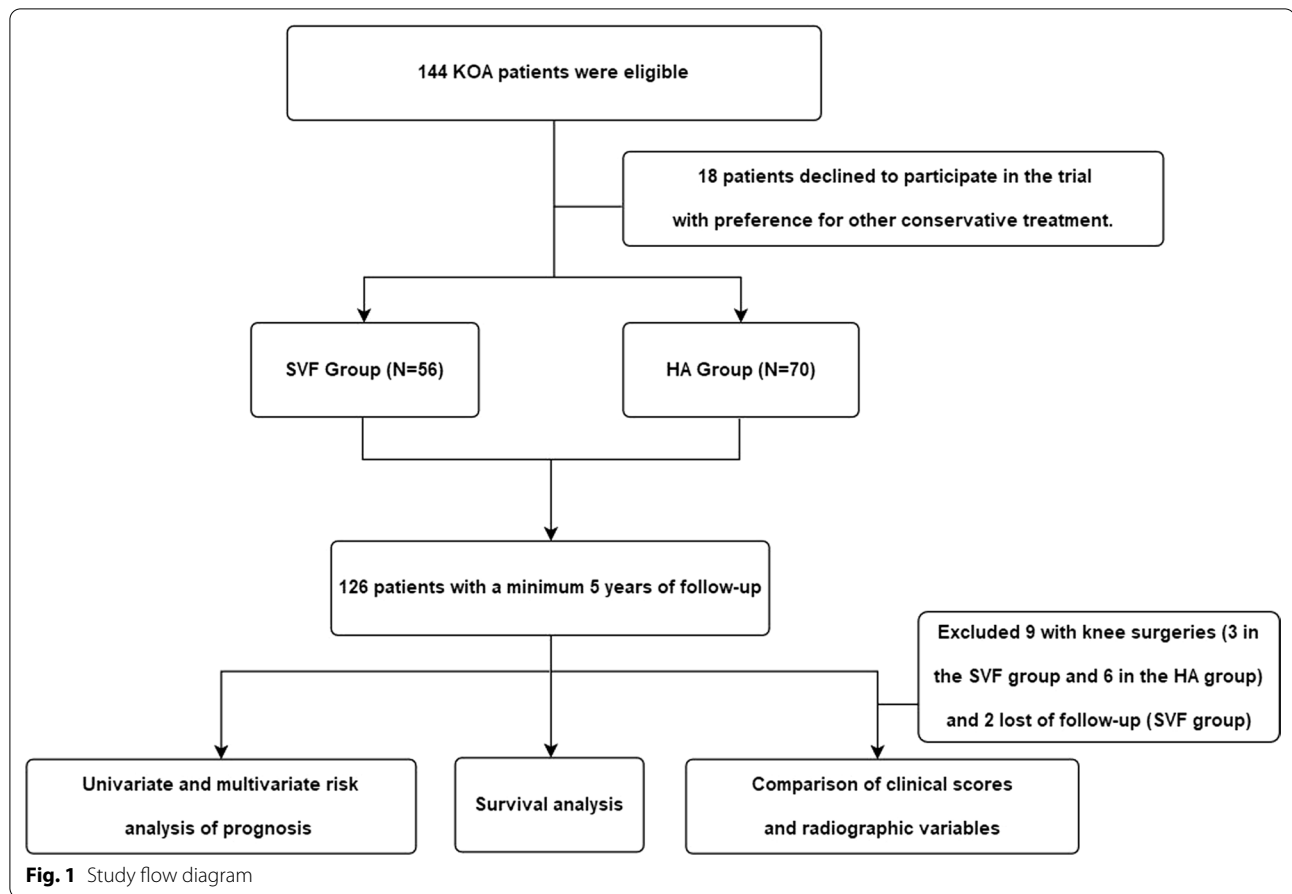 144 KOA patients were eligible
18 patients declined to participate in the trial
with preference for other conservative treatment.
SVF Group (N=56)
HA Group (N=70)
126 patients with a minimum 5 years of follow-up
Excluded 9 with knee surgeries (3 in
the SVF group and 6 in the HA group)
and 2 lost of follow-up (SVF group)
Univariate and multivariate risk
analysis of prognosis
Survival analysis
Comparison of clinical scores
and radiographic variables
Fig. 1 Study flow diagram